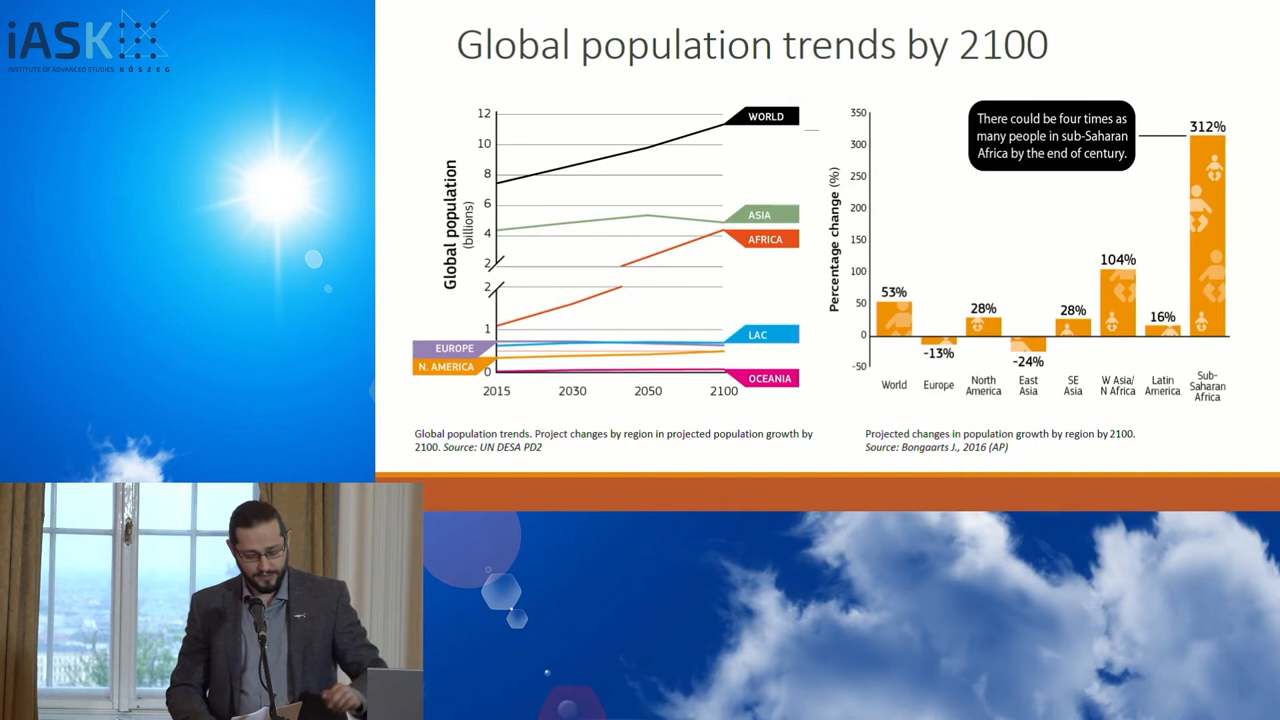 iASK
INSTITUTE OF ADVANCED STUDIES KŐSZEG
Global population trends by 2100
Global population
(billions)
12
10
8
6
4
2
2
1
0
WORLD
ASIA
AFRICA
LAC
EUROPE
N. AMERICA
OCEANIA
2015 2030 2050 2100
Global population trends. Project changes by region in projected population growth by
2100. Source: UN DESA PD2
Percentage change (%)
350
300
250
200
150
100
50
0
-50
There could be four times as
many people in sub-Saharan
Africa by the end of century.
53%
-13%
28%
-24%
28%
104%
16%
312%
World
Europe
North
America
East
Asia
SE
Asia
W Asia/
N Africa
Latin
America
Sub-
Saharan
Africa
Projected changes in population growth by region by 2100.
Source: Bongaarts J., 2016 (AP)